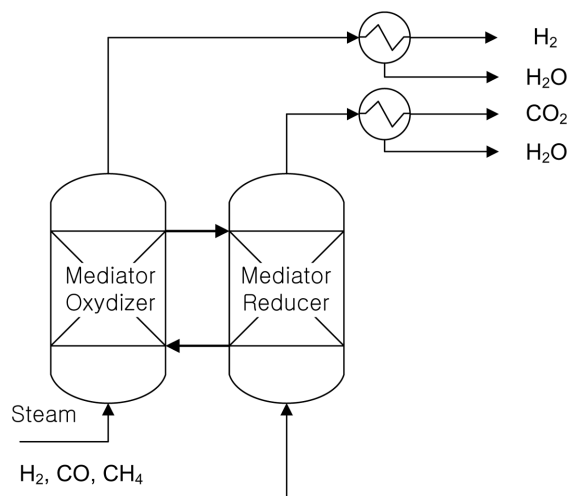 H₂
H₂O
CO₂
H₂O
Mediator
Oxydizer
Mediator
Reducer
Steam
H₂, CO, CH₄